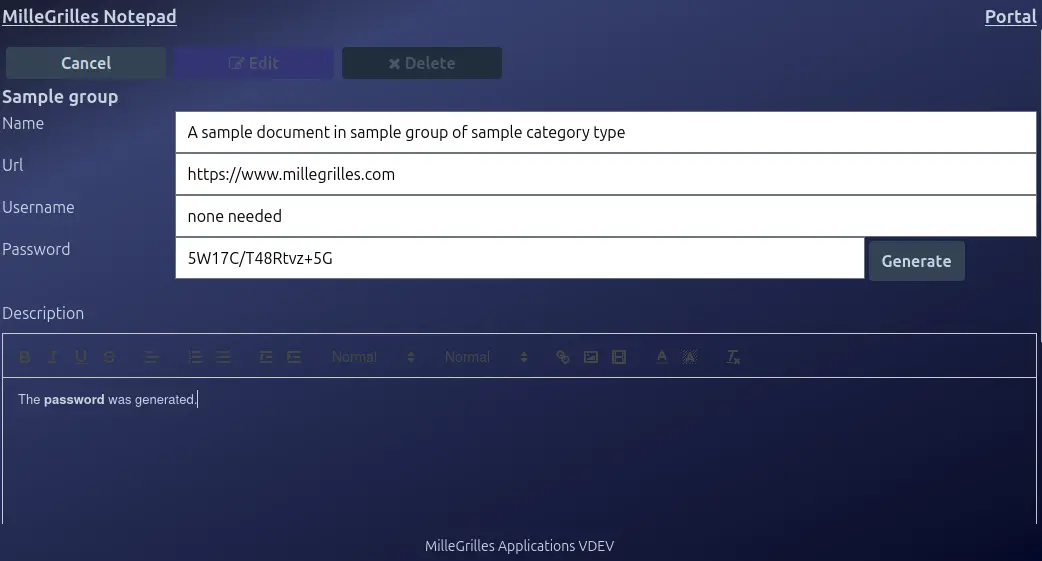 MilleGrilles Notepad Portal
Cancel Edit Delete
Sample group
Name A sample document in sample group of sample category type
Url https://www.millegrilles.com
Username none needed
Password 5W17C/T48Rtvz+5G Generate
Description
B I U S Normal Normal A A Tx
The password was generated.
MilleGrilles Applications VDEV